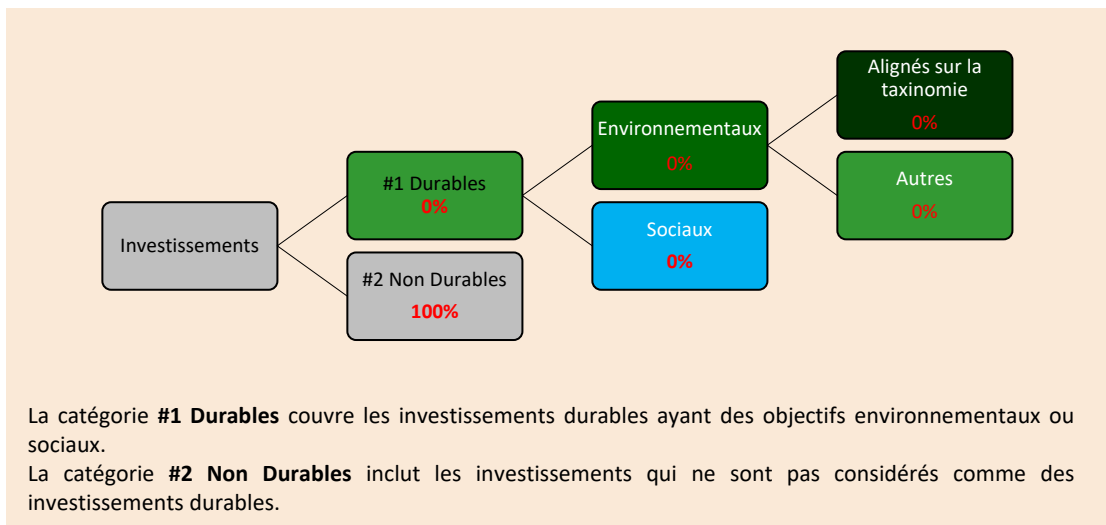 Investissements
#1 Durables
0%
#2 Non Durables
100%
Environnementaux
0%
Sociaux
0%
Alignés sur la
taxinomie
0%
Autres
0%
La catégorie #1 Durables couvre les investissements durables ayant des objectifs environnementaux ou
sociaux.
La catégorie #2 Non Durables inclut les investissements qui ne sont pas considérés comme des
investissements durables.